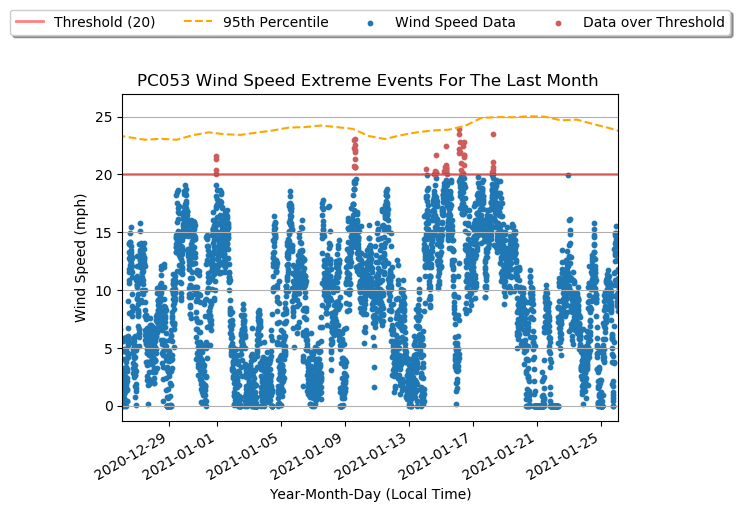 Threshold (20) 95th Percentile Wind Speed Data Data over Threshold
PC053 Wind Speed Extreme Events For The Last Month
25
20
15
10
5
0
Wind Speed (mph)
2020-12-29 2021-01-01 2021-01-05 2021-01-09 2021-01-13 2021-01-17 2021-01-21 2021-01-25
Year-Month-Day (Local Time)